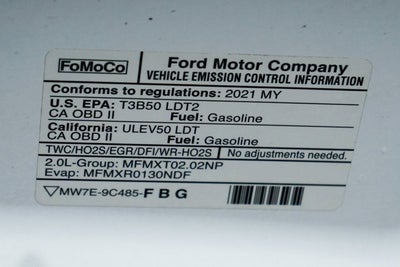 FoMoCo Ford Motor Company
VEHICLE EMISSION CONTROL INFORMATION
Conforms to regulations: 2021 MY
U.S. EPA: T3B50 LDT2
CA OBD II Fuel: Gasoline
California: ULEV50 LDT
CA OBD II Fuel: Gasoline
TWC/HO2S/EGR/DFI/WR-HO2S No adjustments needed.
2.0L-Group: MFMXT02.02NP
Evap: MFMXR0130NDF
MW7E-9C485-FBG